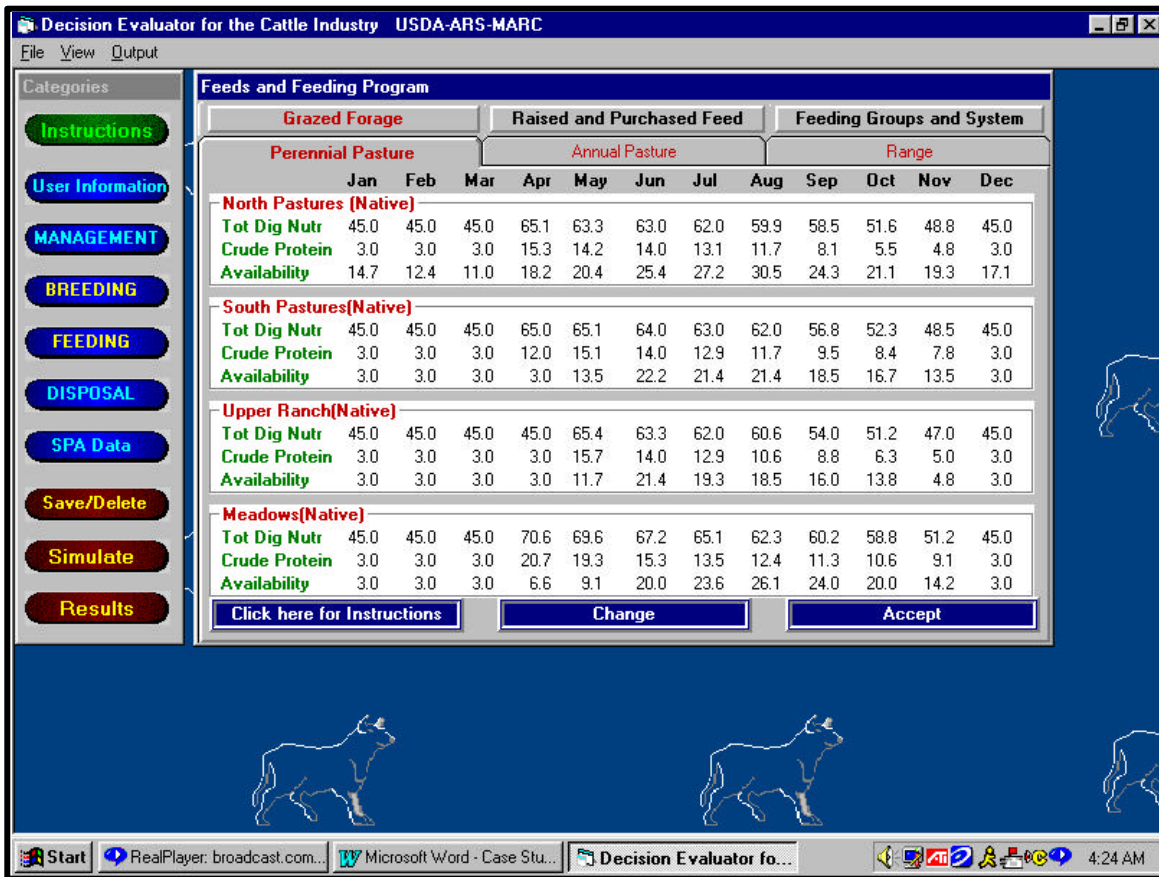 Decision Evaluator for the Cattle Industry USDA-ARS-MARC
File View Output
Categories
Instructions
User Information
MANAGEMENT
BREEDING
FEEDING
DISPOSAL
SPA Data
Save/Delete
Simulate
Results
Feeds and Feeding Program
Grazed Forage Raised and Purchased Feed Feeding Groups and System
Perennial Pasture Annual Pasture Range
Jan Feb Mar Apr May Jun Jul Aug Sep Oct Nov Dec
North Pastures (Native)
Tot Dig Nutr 45.0 45.0 45.0 65.1 63.3 63.0 62.0 59.9 58.5 51.6 48.8 45.0
Crude Protein 3.0 3.0 3.0 15.3 14.2 14.0 13.1 11.7 8.1 5.5 4.8 3.0
Availability 14.7 12.4 11.0 18.2 20.4 25.4 27.2 30.5 24.3 21.1 19.3 17.1
South Pastures(Native)
Tot Dig Nutr 45.0 45.0 45.0 65.0 65.1 64.0 63.0 62.0 56.8 52.3 48.5 45.0
Crude Protein 3.0 3.0 3.0 12.0 15.1 14.0 12.9 11.7 9.5 8.4 7.8 3.0
Availability 3.0 3.0 3.0 3.0 13.5 22.2 21.4 21.4 18.5 16.7 13.5 3.0
Upper Ranch(Native)
Tot Dig Nutr 45.0 45.0 45.0 45.0 65.4 63.3 62.0 60.6 54.0 51.2 47.0 45.0
Crude Protein 3.0 3.0 3.0 3.0 15.7 14.0 12.9 10.6 8.8 6.3 5.0 3.0
Availability 3.0 3.0 3.0 3.0 11.7 21.4 19.3 18.5 16.0 13.8 4.8 3.0
Meadows(Native)
Tot Dig Nutr 45.0 45.0 45.0 70.6 69.6 67.2 65.1 62.3 60.2 58.8 51.2 45.0
Crude Protein 3.0 3.0 3.0 20.7 19.3 15.3 13.5 12.4 11.3 10.6 9.1 3.0
Availability 3.0 3.0 3.0 6.6 9.1 20.0 23.6 26.1 24.0 20.0 14.2 3.0
Click here for Instructions Change Accept
Start RealPlayer: broadcast.com... Microsoft Word - Case Stu... Decision Evaluator fo... 4:24 AM